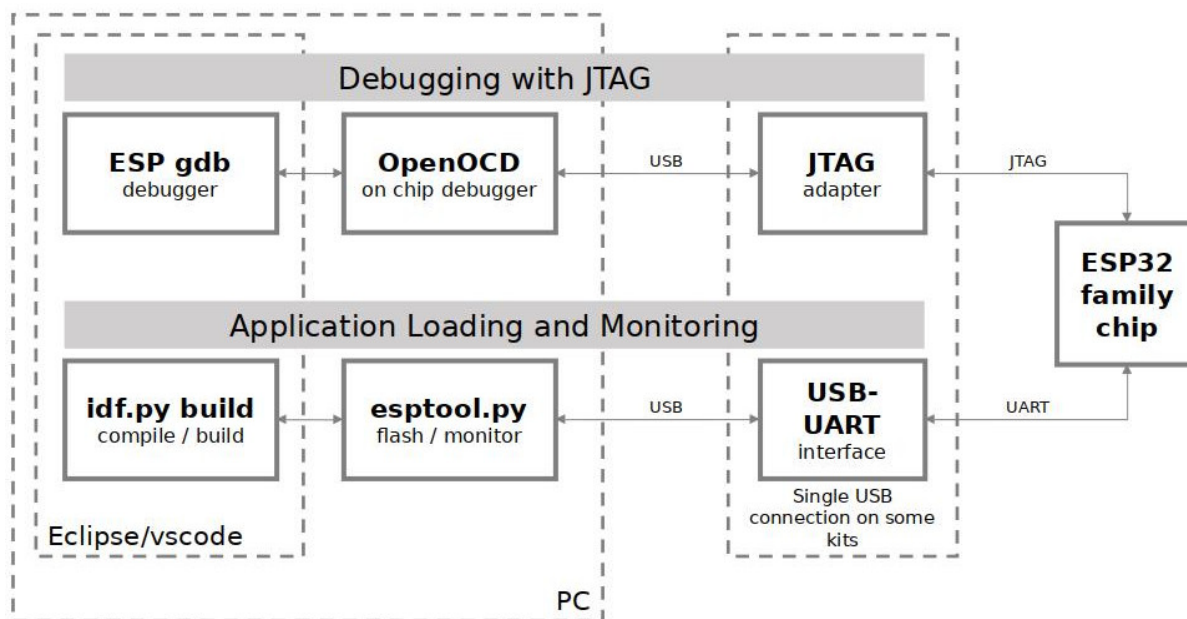 Debugging with JTAG
ESP gdb
debugger
OpenOCD
on chip debugger
USB
JTAG
adapter
JTAG
ESP32
family
chip
Application Loading and Monitoring
idf.py build
compile / build
esptool.py
flash / monitor
USB
USB-
UART
interface
UART
Single USB
connection on some
kits
Eclipse/vscode
PC